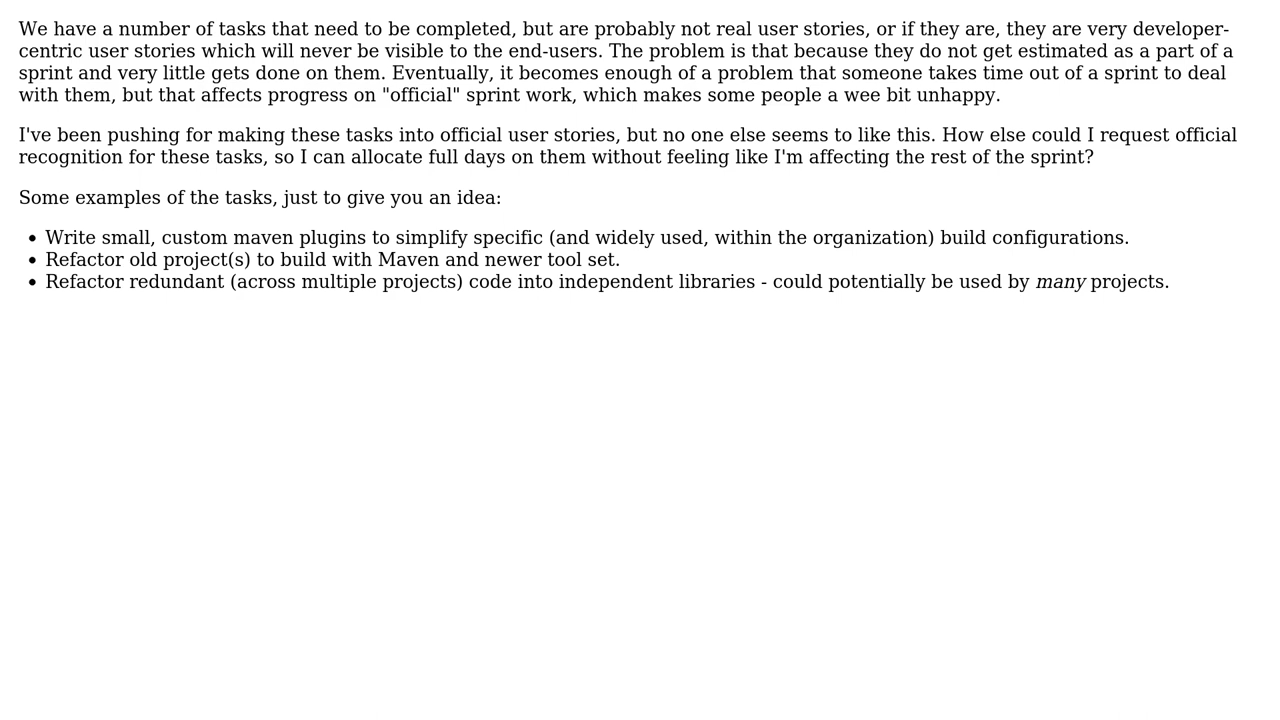 We have a number of tasks that need to be completed, but are probably not real user stories, or if they are, they are very developer-
centric user stories which will never be visible to the end-users. The problem is that because they do not get estimated as a part of a
sprint and very little gets done on them. Eventually, it becomes enough of a problem that someone takes time out of a sprint to deal
with them, but that affects progress on "official" sprint work, which makes some people a wee bit unhappy.
I've been pushing for making these tasks into official user stories, but no one else seems to like this. How else could I request official
recognition for these tasks, so I can allocate full days on them without feeling like I'm affecting the rest of the sprint?
Some examples of the tasks, just to give you an idea:
• Write small, custom maven plugins to simplify specific (and widely used, within the organization) build configurations.
• Refactor old project(s) to build with Maven and newer tool set.
• Refactor redundant (across multiple projects) code into independent libraries - could potentially be used by many projects.